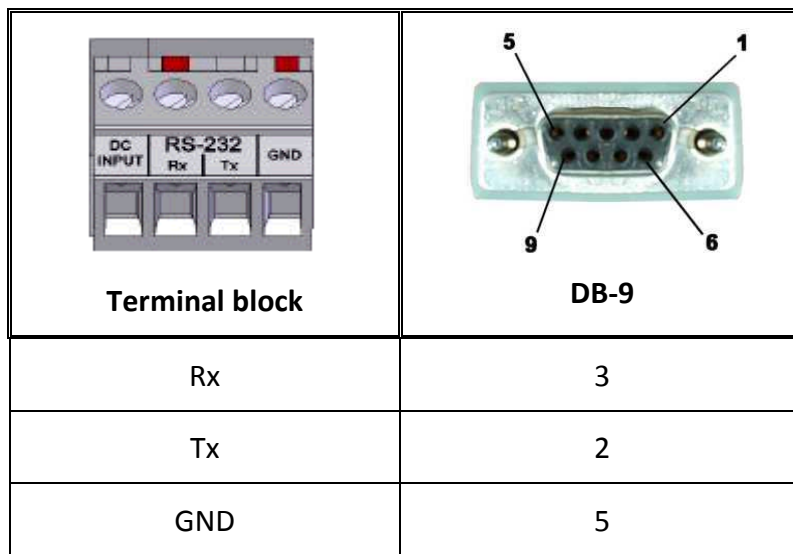 DC INPUT RS-232 Rx Tx GND
5 1
9 6
Terminal block DB-9
Rx 3
Tx 2
GND 5